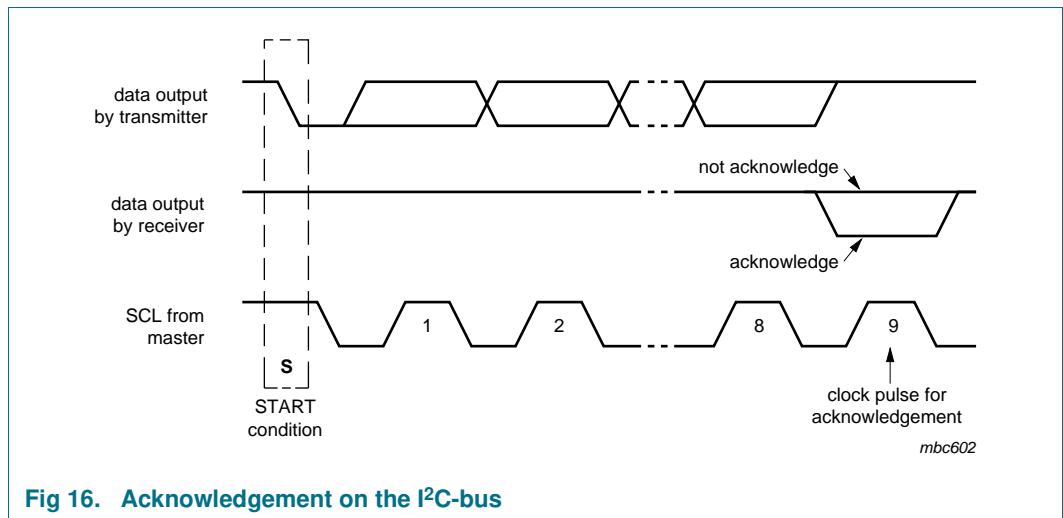 data output
by transmitter
not acknowledge
data output
by receiver
acknowledge
SCL from
master
1
2
8
9
S
START
condition
clock pulse for
acknowledgement
mbc602
Fig 16. Acknowledgement on the I²C-bus